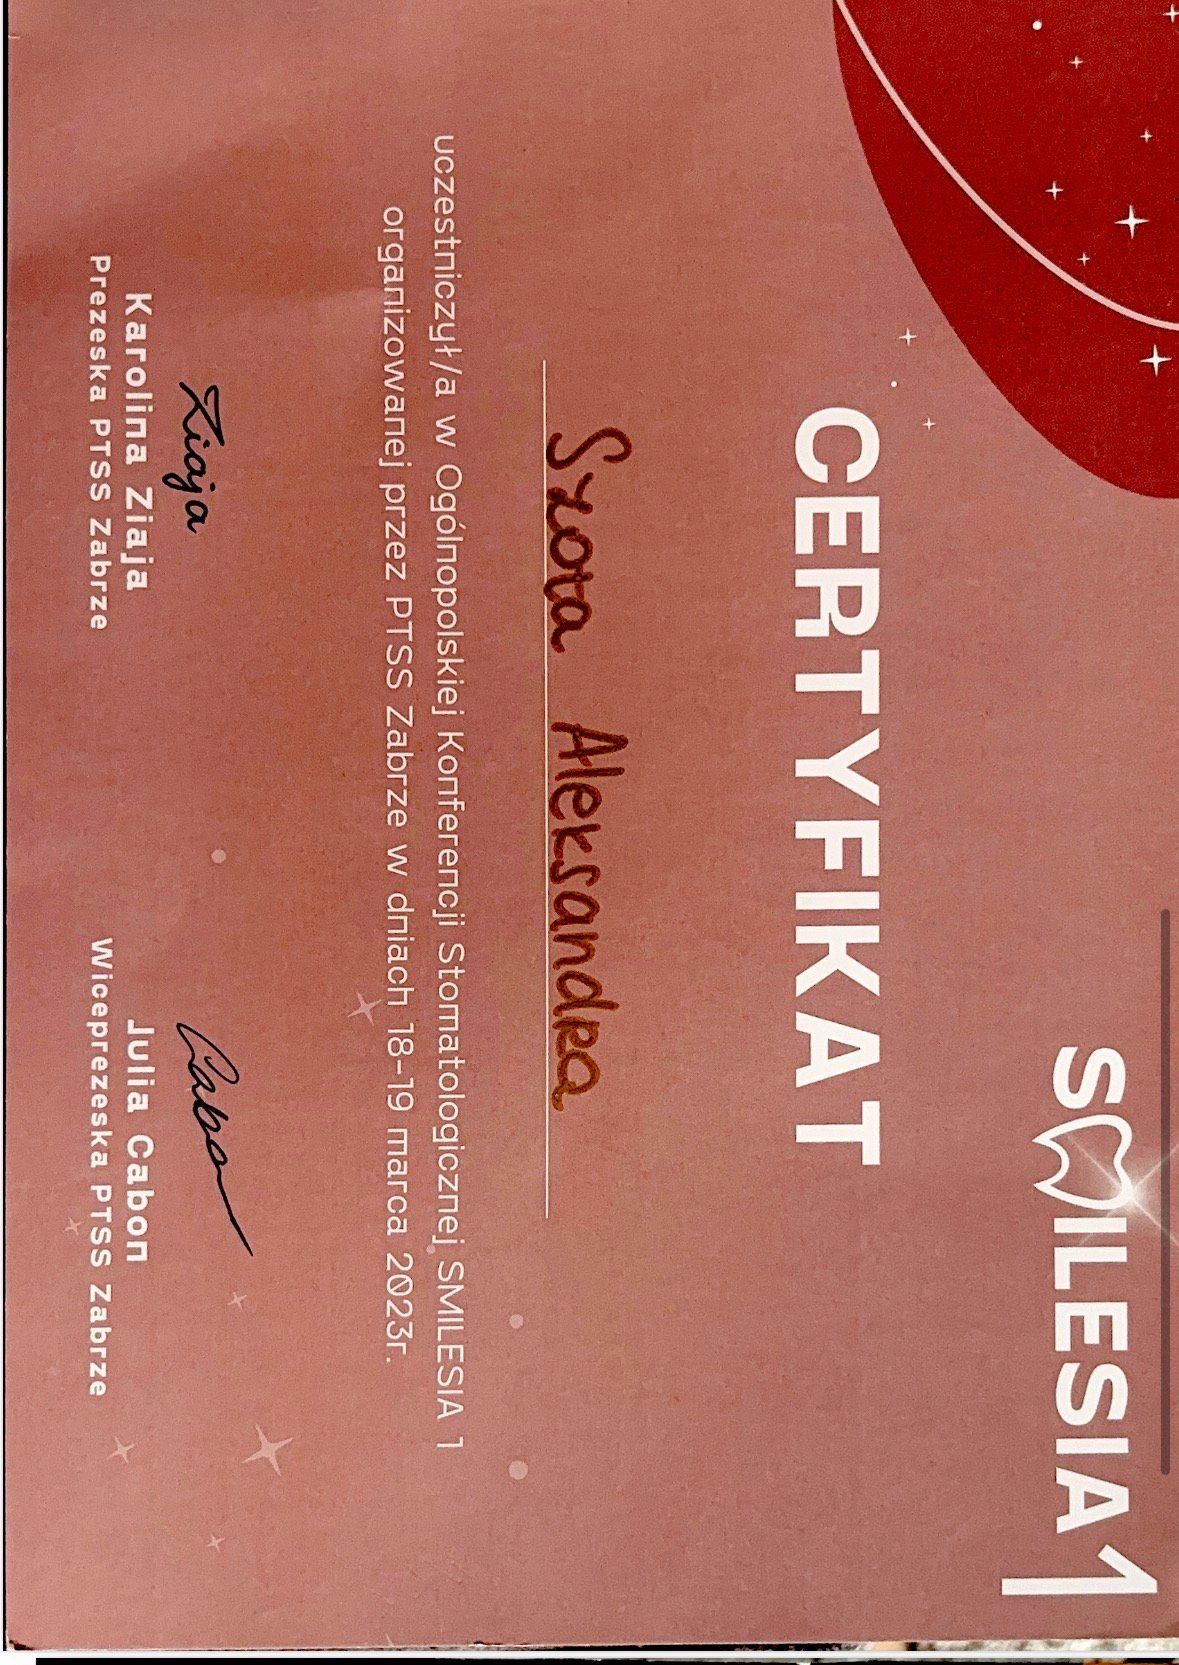 SMILESIA 1
CERTYFIKAT
Szota Aleksandra
uczestniczył/a w Ogólnopolskiej Konferencji Stomatologicznej SMILESIA 1
organizowanej przez PTSS Zabrze w dniach 18-19 marca 2023r.
Ziaja
Cabon
Karolina Ziaja
Julia Cabon
Prezeska PTSS Zabrze
Wiceprezeska PTSS Zabrze